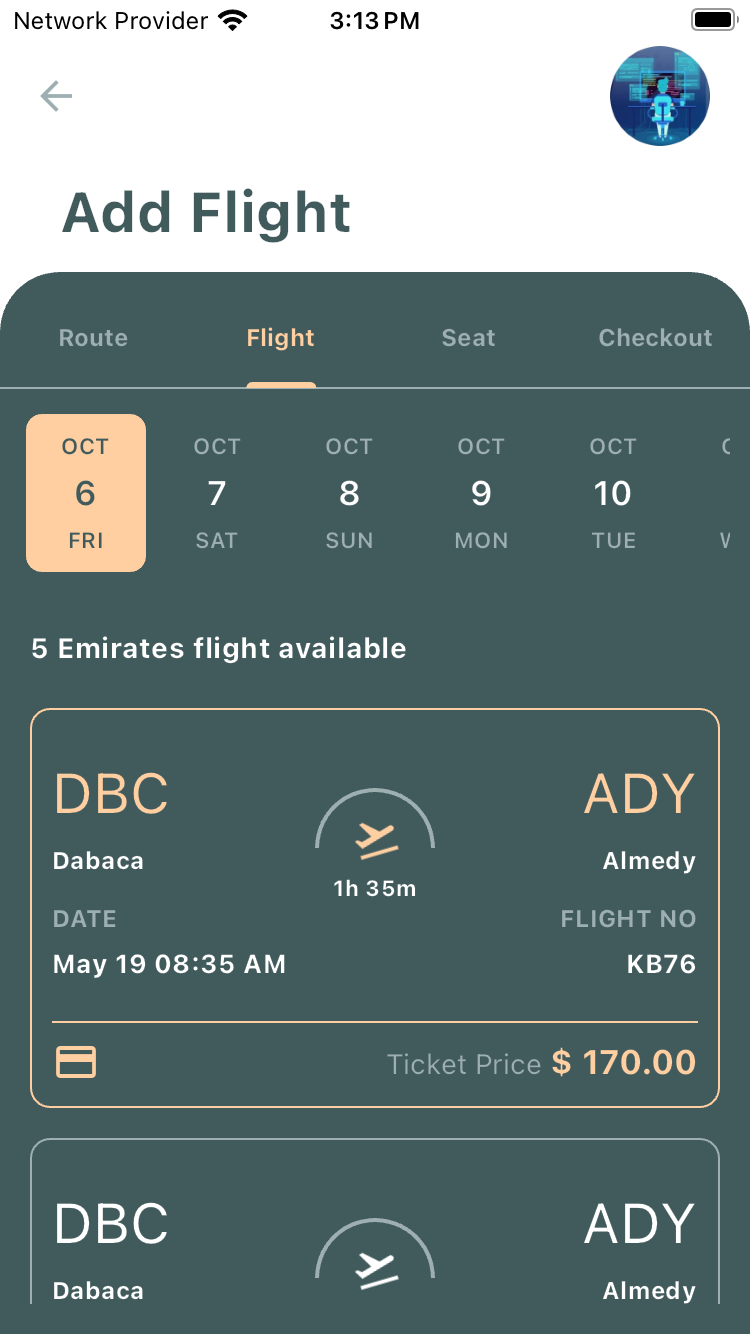 Network Provider 3:13 PM
Add Flight
Route Flight Seat Checkout
OCT OCT OCT OCT OCT
6 7 8 9 10
FRI SAT SUN MON TUE
5 Emirates flight available
DBC ADY
Dabaca Almedy
1h 35m
DATE FLIGHT NO
May 19 08:35 AM KB76
Ticket Price $ 170.00
DBC ADY
Dabaca Almedy